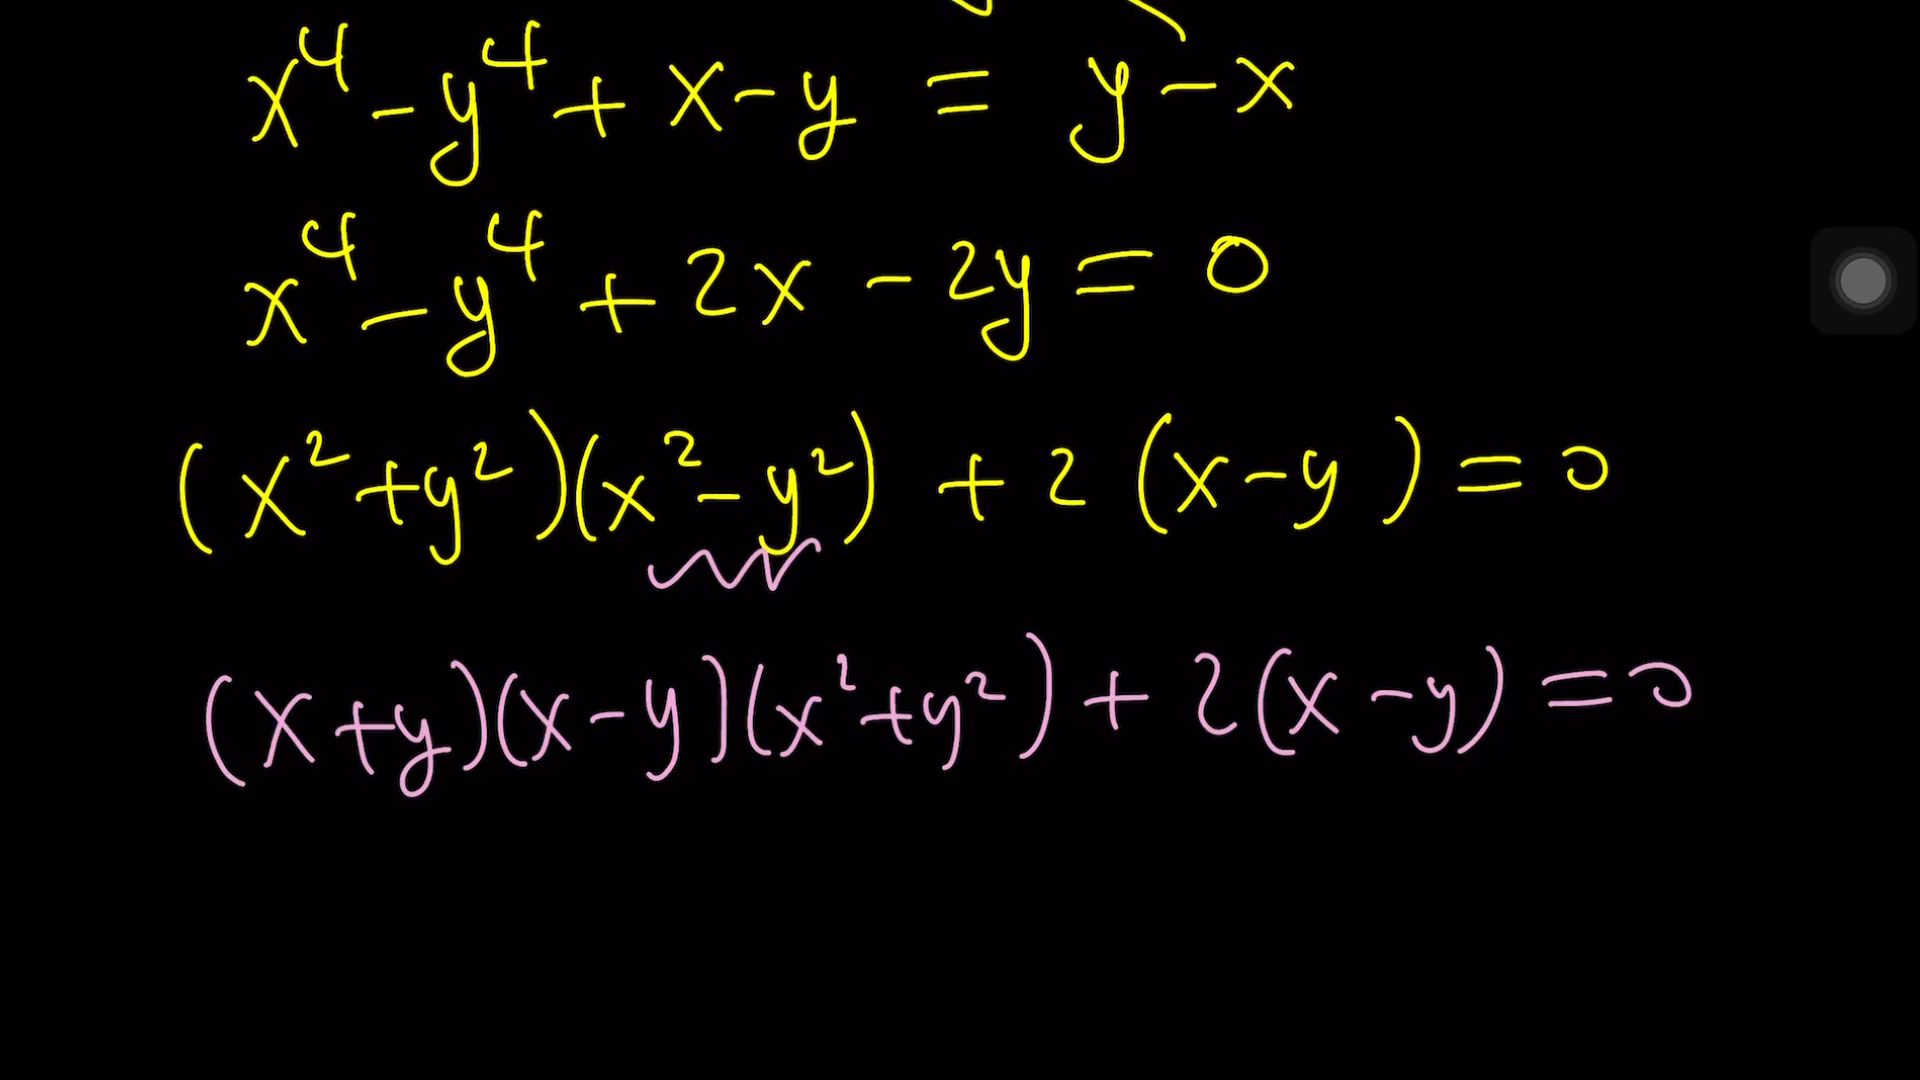 x⁴ - y⁴ + x - y = y - x
x⁴ - y⁴ + 2x - 2y = 0
(x² + y²)(x² - y²) + 2(x - y) = 0
(x + y)(x - y)(x² + y²) + 2(x - y) = 0